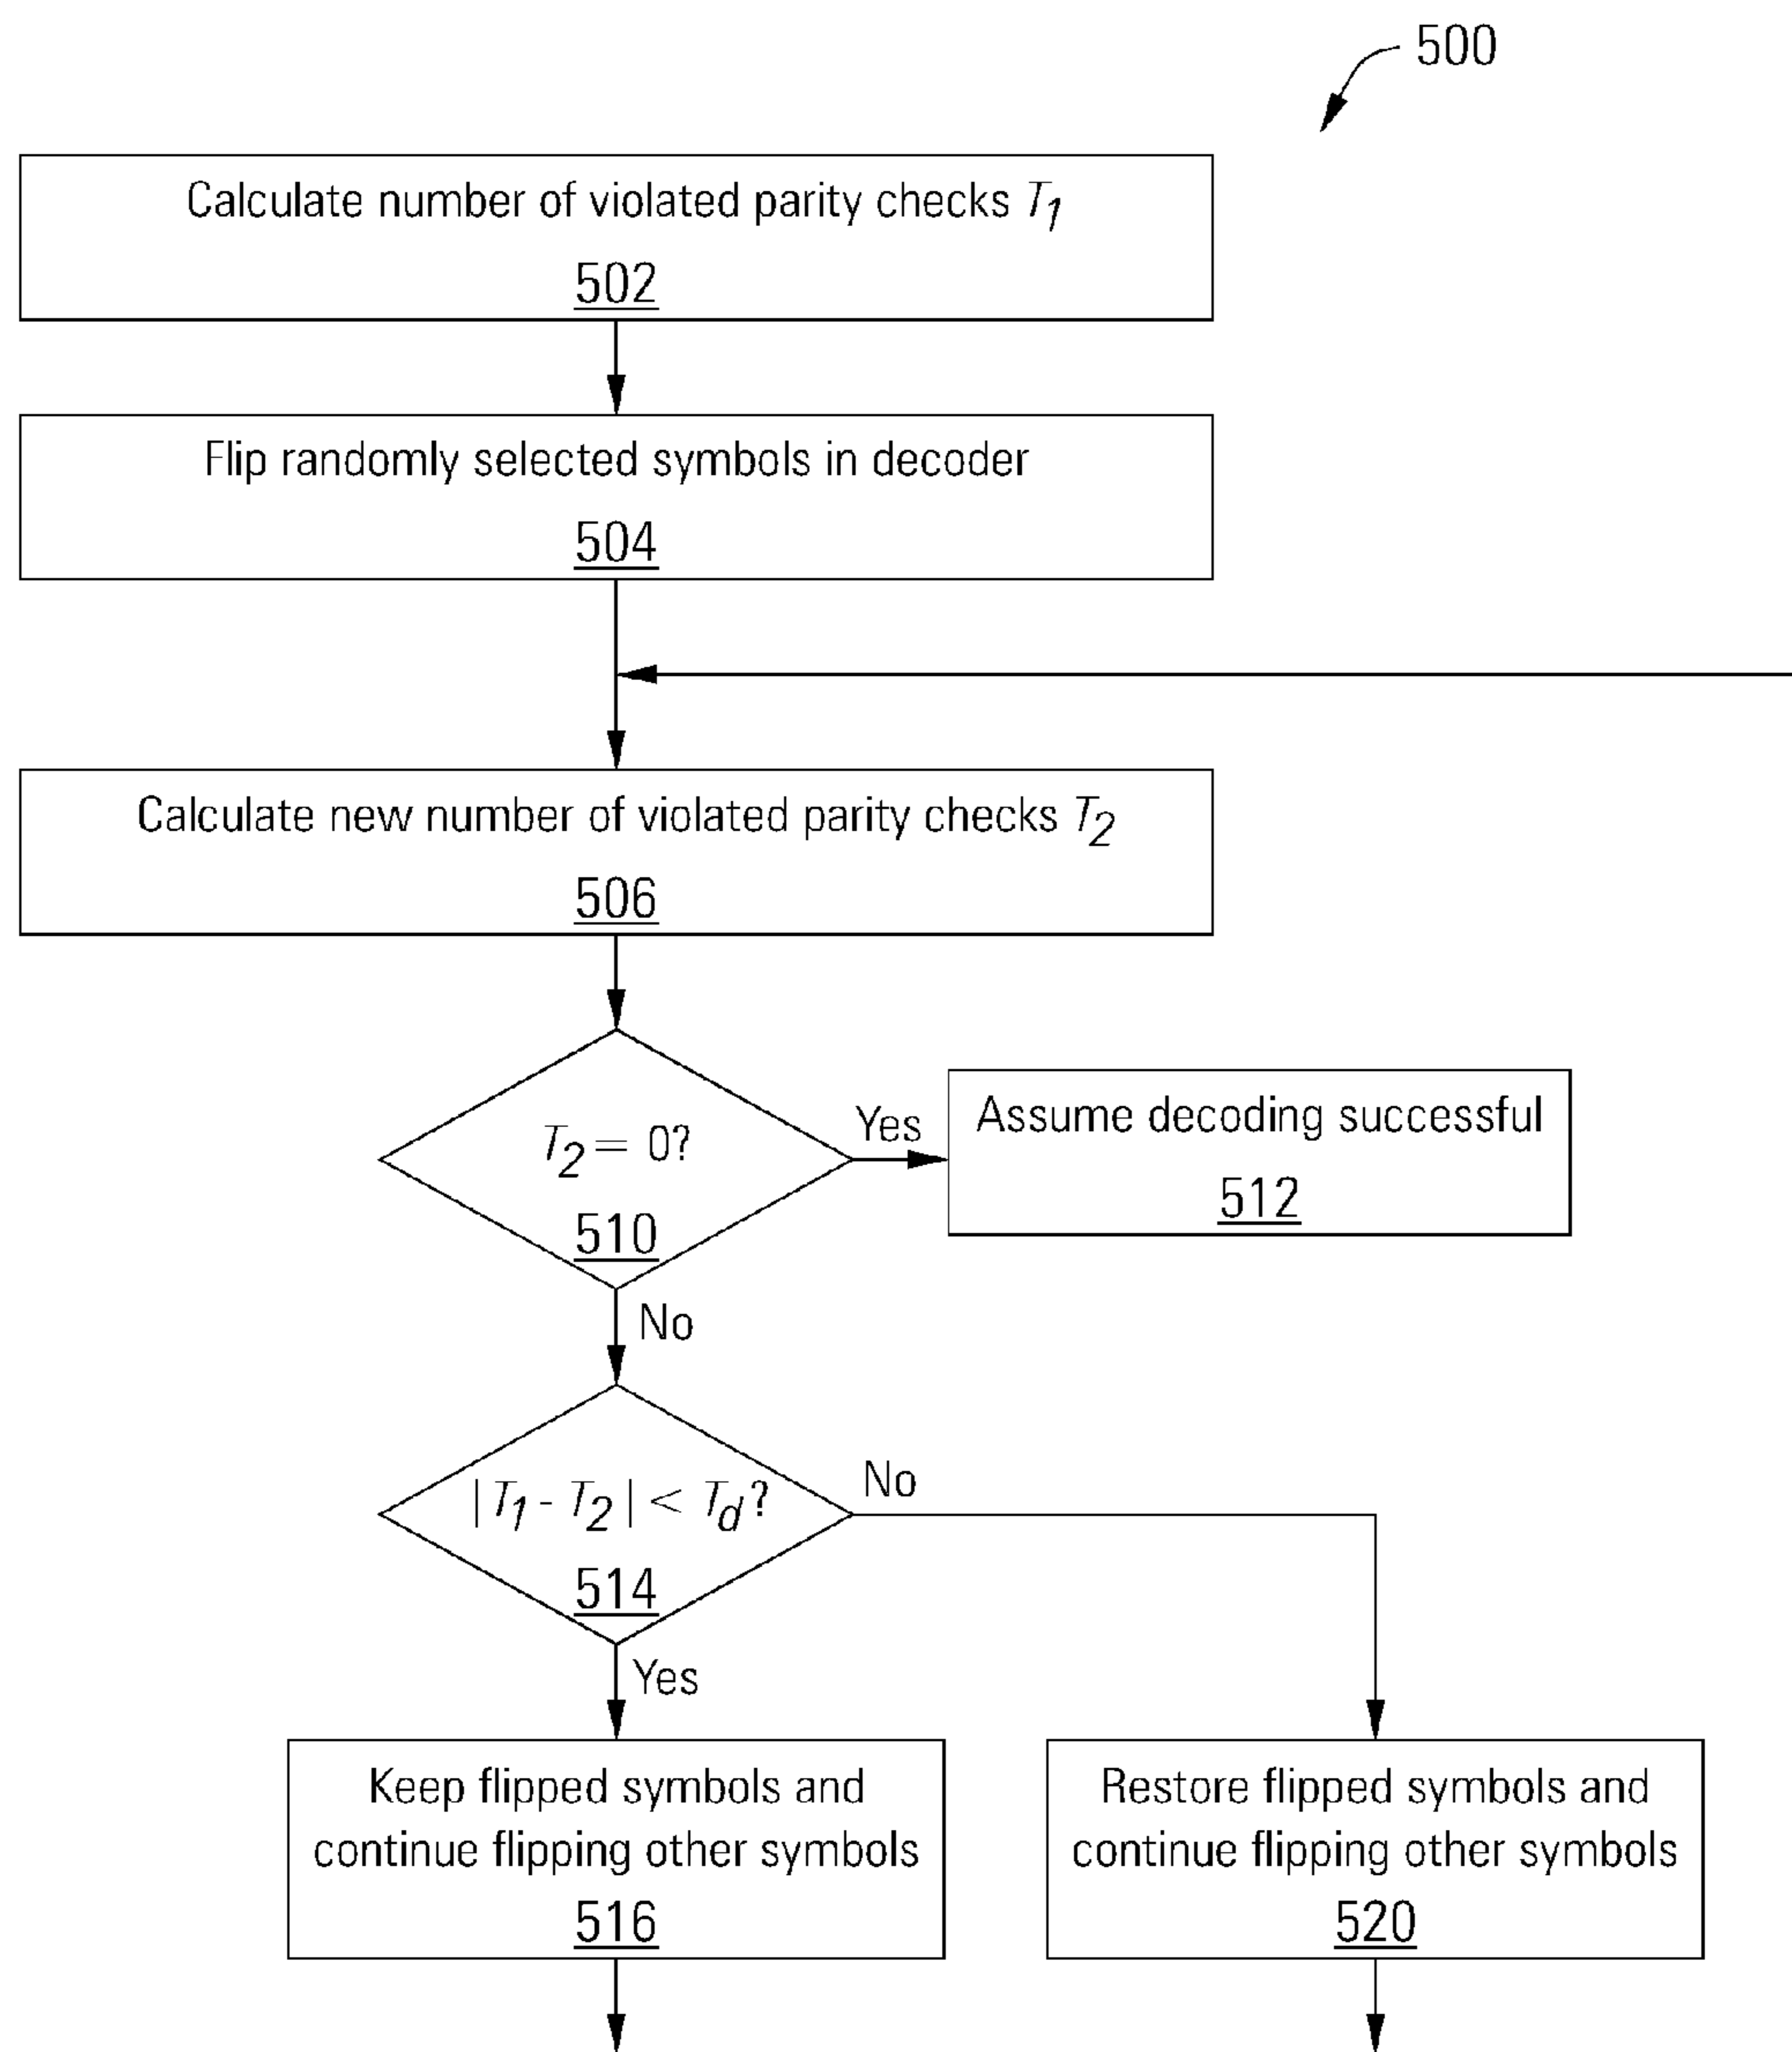 500
Calculate number of violated parity checks T1
502
Flip randomly selected symbols in decoder
504
Calculate new number of violated parity checks T2
506
T2 = 0?
510
Yes
Assume decoding successful
512
No
|T1 - T2| < Td?
514
No
Yes
Keep flipped symbols and
continue flipping other symbols
516
Restore flipped symbols and
continue flipping other symbols
520